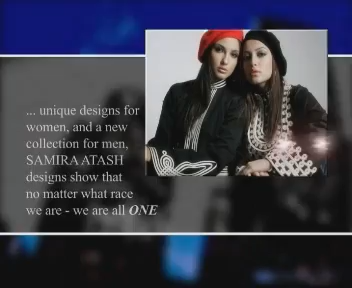 ... unique designs for
women, and a new
collection for men,
SAMIRA ATASH
designs show that
no matter what race
we are - we are all ONE